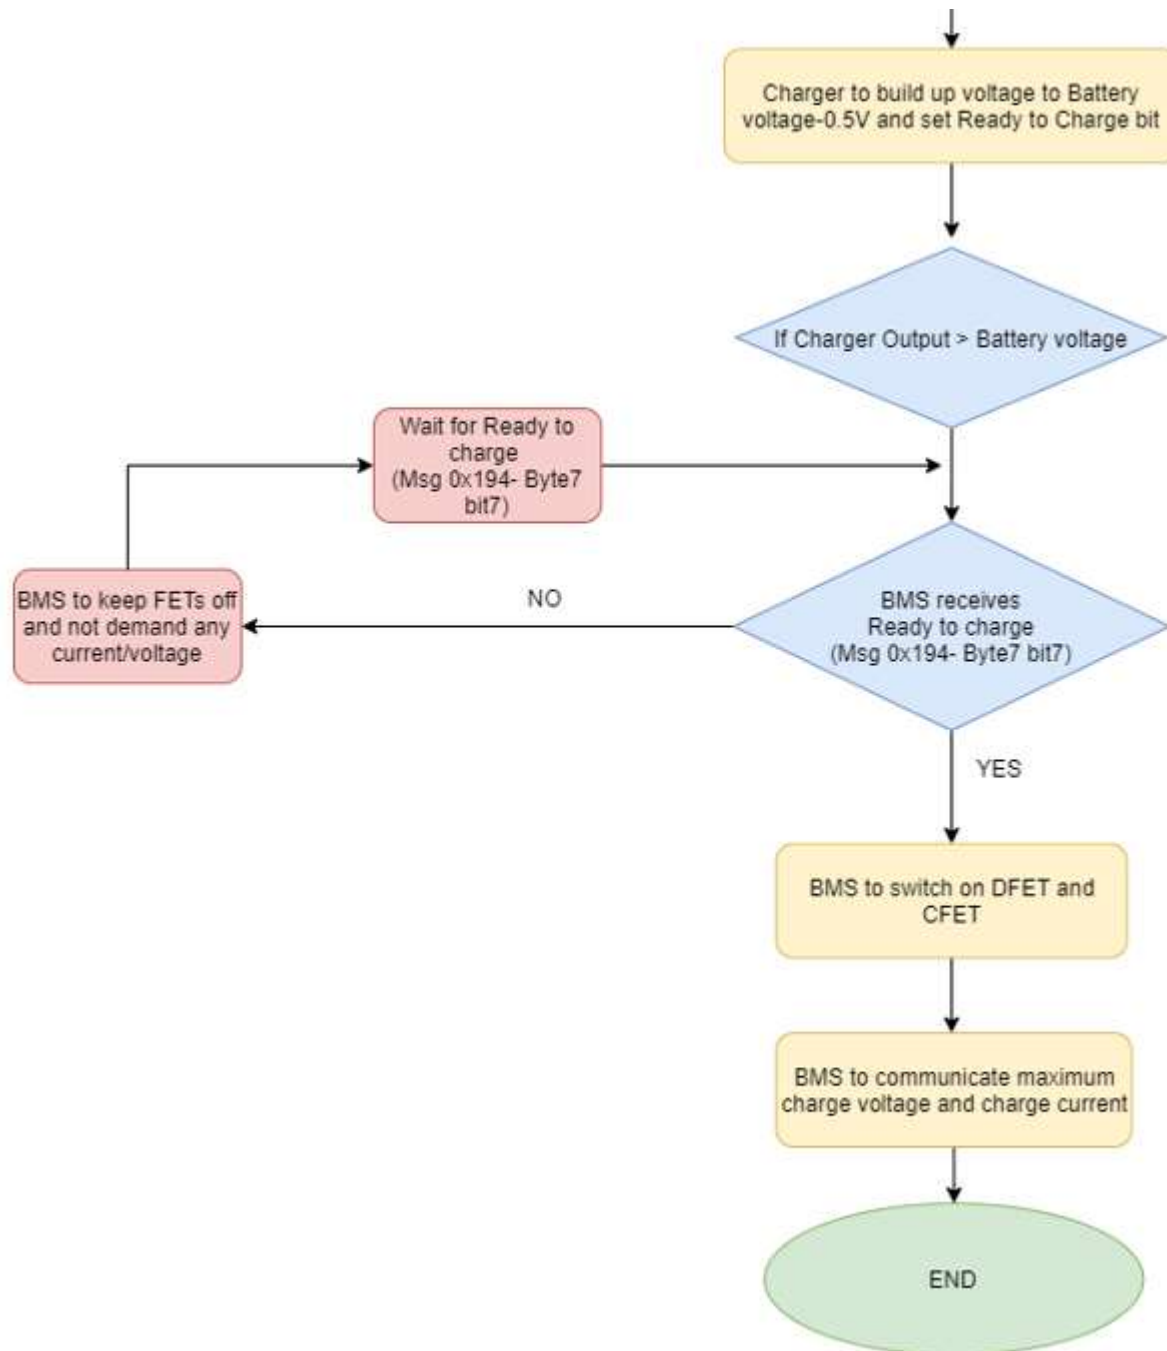 Charger to build up voltage to Battery
voltage-0.5V and set Ready to Charge bit
If Charger Output > Battery voltage
Wait for Ready to
charge
(Msg 0x194- Byte7
bit7)
BMS to keep FETs off
and not demand any
current/voltage
NO
BMS receives
Ready to charge
(Msg 0x194- Byte7 bit7)
YES
BMS to switch on DFET and
CFET
BMS to communicate maximum
charge voltage and charge current
END